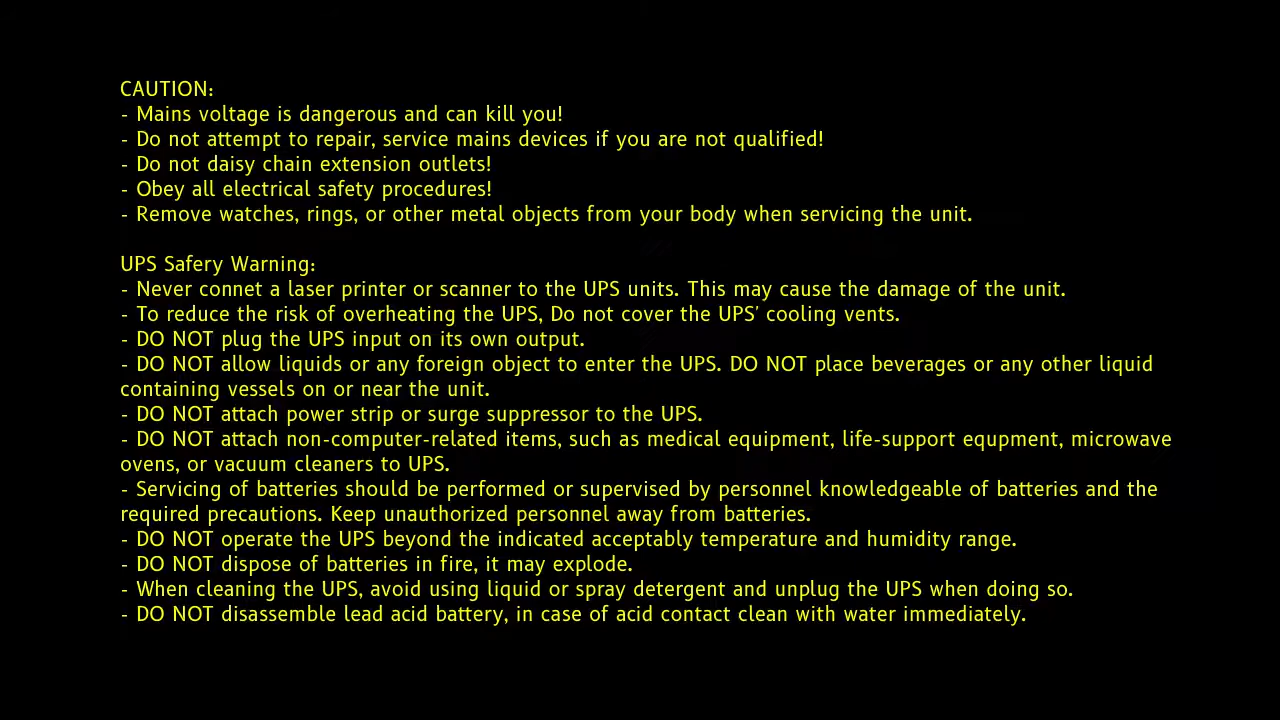 CAUTION:
- Mains voltage is dangerous and can kill you!
- Do not attempt to repair, service mains devices if you are not qualified!
- Do not daisy chain extension outlets!
- Obey all electrical safety procedures!
- Remove watches, rings, or other metal objects from your body when servicing the unit.
UPS Safery Warning:
- Never connet a laser printer or scanner to the UPS units. This may cause the damage of the unit.
- To reduce the risk of overheating the UPS, Do not cover the UPS' cooling vents.
- DO NOT plug the UPS input on its own output.
- DO NOT allow liquids or any foreign object to enter the UPS. DO NOT place beverages or any other liquid
containing vessels on or near the unit.
- DO NOT attach power strip or surge suppressor to the UPS.
- DO NOT attach non-computer-related items, such as medical equipment, life-support equpment, microwave
ovens, or vacuum cleaners to UPS.
- Servicing of batteries should be performed or supervised by personnel knowledgeable of batteries and the
required precautions. Keep unauthorized personnel away from batteries.
- DO NOT operate the UPS beyond the indicated acceptably temperature and humidity range.
- DO NOT dispose of batteries in fire, it may explode.
- When cleaning the UPS, avoid using liquid or spray detergent and unplug the UPS when doing so.
- DO NOT disassemble lead acid battery, in case of acid contact clean with water immediately.